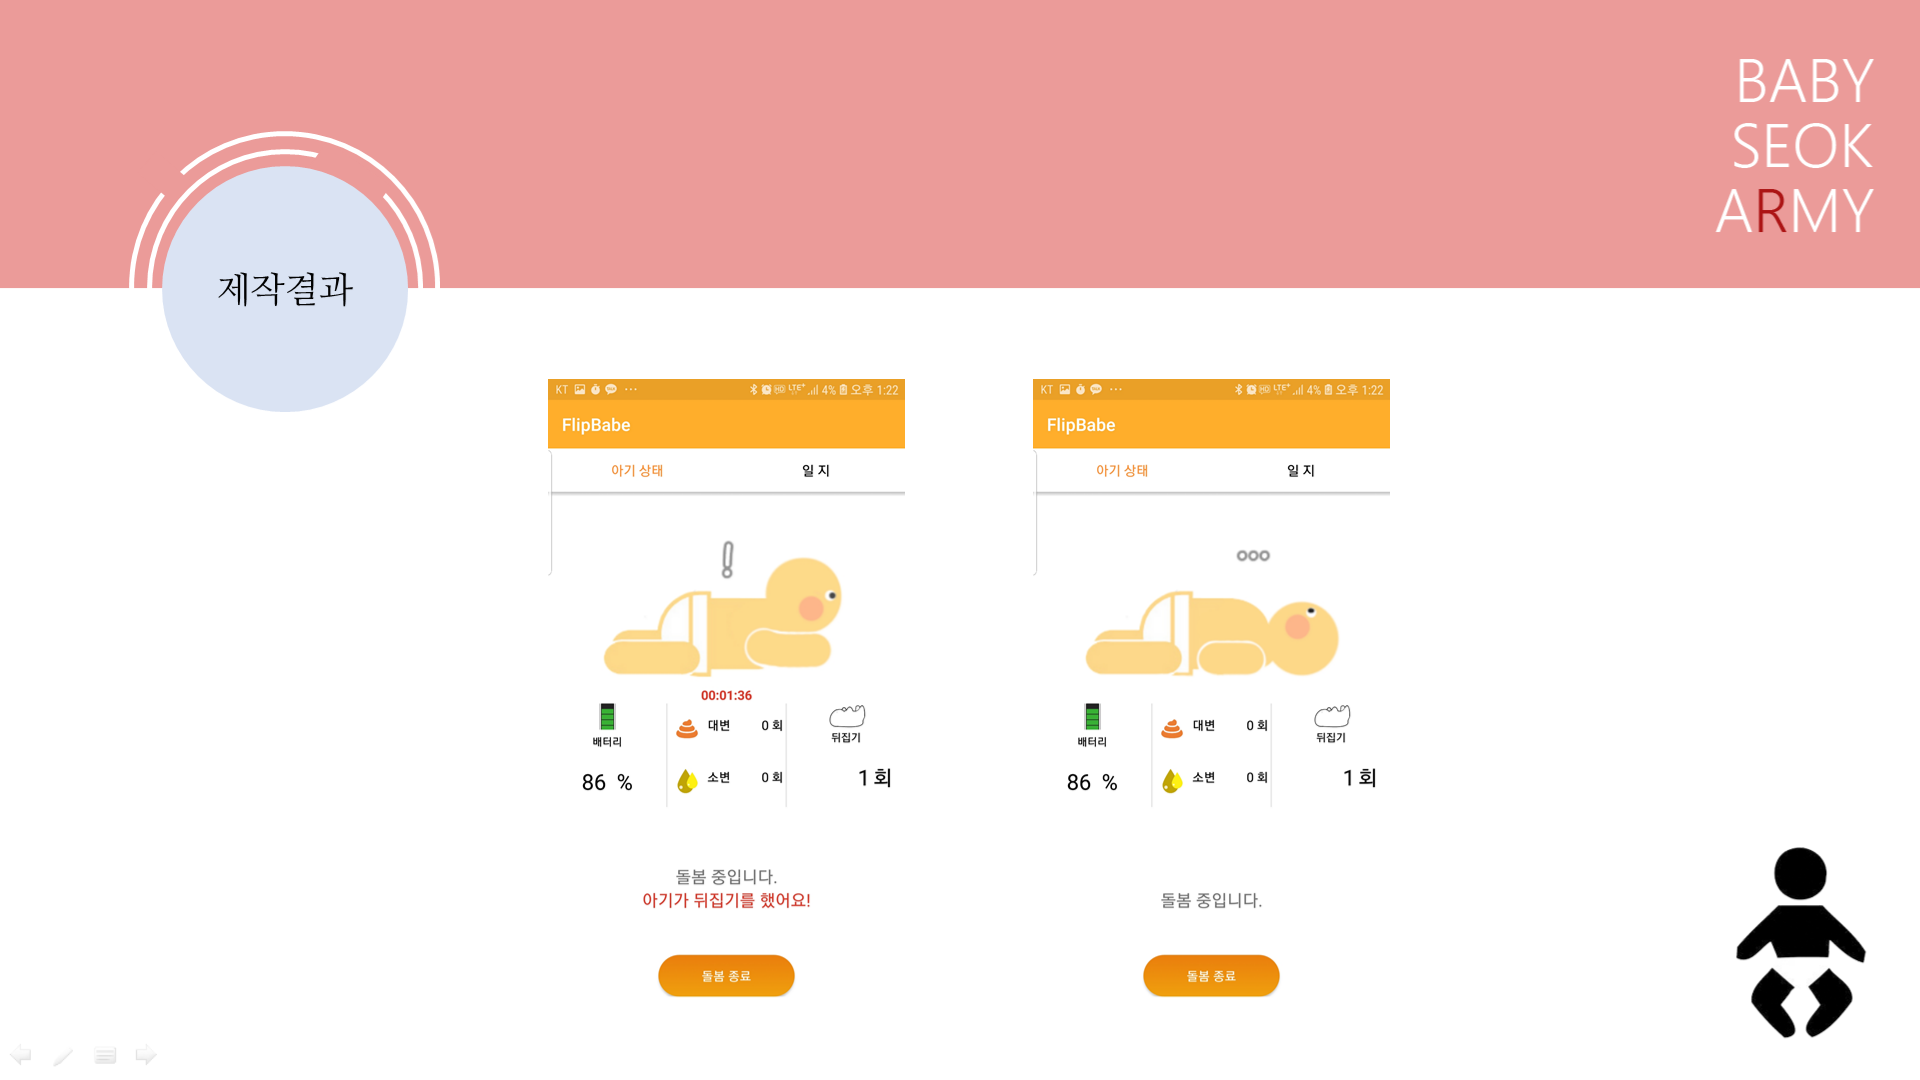 BABY
SEOK
ARMY
제작결과
KT ... LTE+ 4% 오후 1:22
FlipBabe
아기 상태 일 지
00:01:36
배터리
86 %
대변 0 회
소변 0 회
뒤집기
1 회
돌봄 중입니다.
아기가 뒤집기를 했어요!
돌봄 종료
KT ... LTE+ 4% 오후 1:22
FlipBabe
아기 상태 일 지
배터리
86 %
대변 0 회
소변 0 회
뒤집기
1 회
돌봄 중입니다.
돌봄 종료